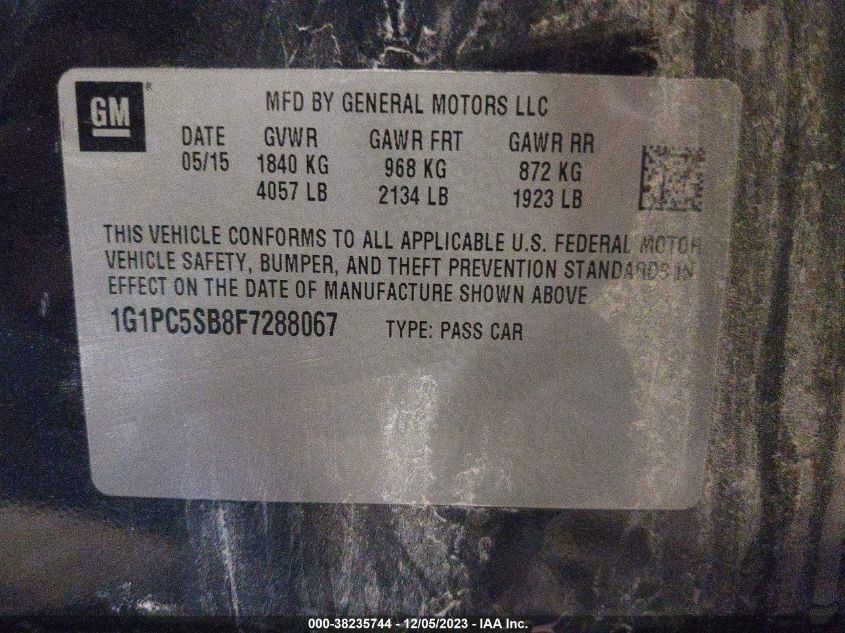 GM ®
MFD BY GENERAL MOTORS LLC
DATE GVWR GAWR FRT GAWR RR
05/15 1840 KG 968 KG 872 KG
4057 LB 2134 LB 1923 LB
THIS VEHICLE CONFORMS TO ALL APPLICABLE U.S. FEDERAL MOTOR
VEHICLE SAFETY, BUMPER, AND THEFT PREVENTION STANDARDS IN
EFFECT ON THE DATE OF MANUFACTURE SHOWN ABOVE
1G1PC5SB8F7288067 TYPE: PASS CAR
000-38235744 - 12/05/2023 - IAA Inc.